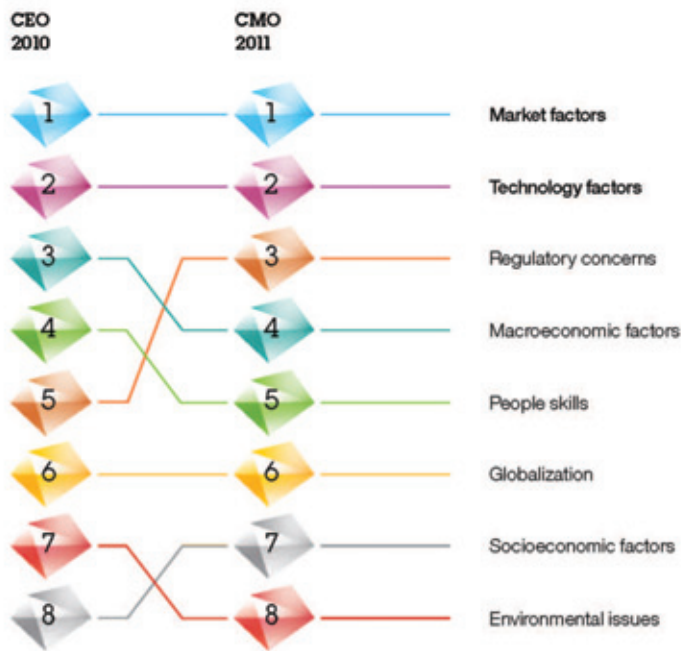 CEO CMO
2010 2011
1 1 Market factors
2 2 Technology factors
3 3 Regulatory concerns
4 4 Macroeconomic factors
5 5 People skills
6 6 Globalization
7 7 Socioeconomic factors
8 8 Environmental issues